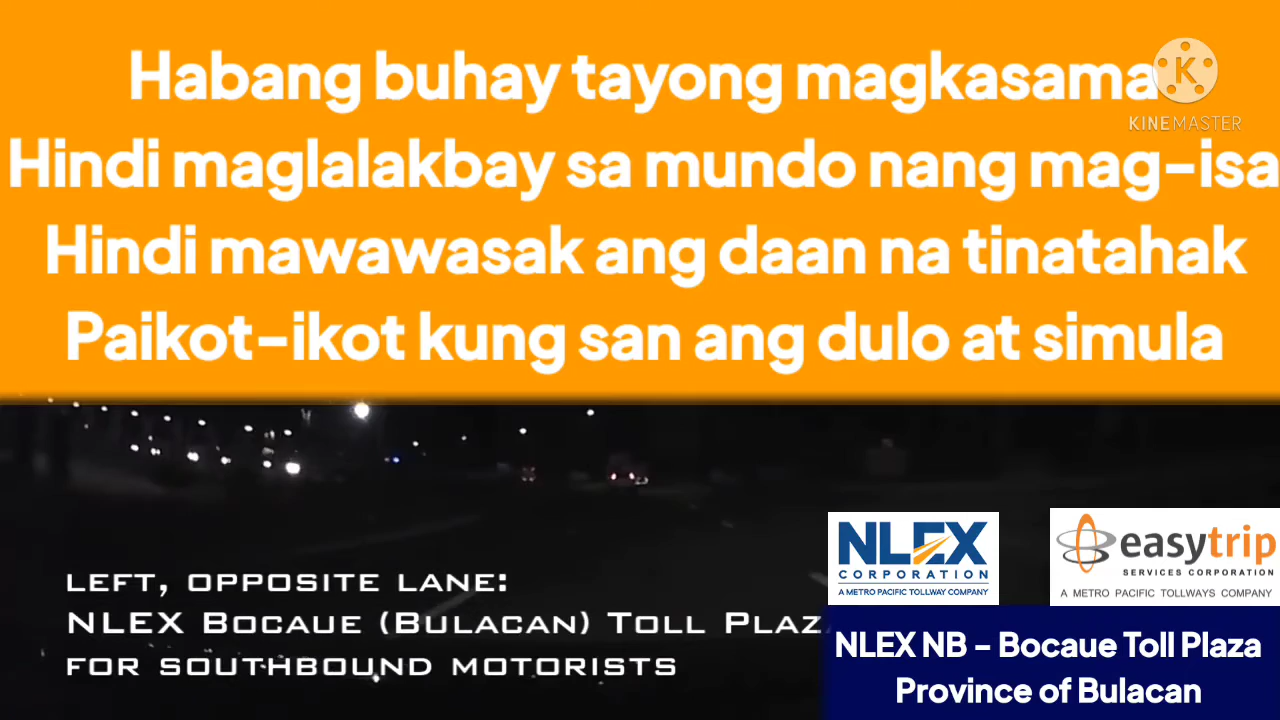 Habang buhay tayong magkasama
KINEMASTER
Hindi maglalakbay sa mundo nang mag-isa
Hindi mawawasak ang daan na tinatahak
Paikot-ikot kung san ang dulo at simula
LEFT, OPPOSITE LANE:
NLEX BOCAUE (BULACAN) TOLL PLAZ
FOR SOUTHBOUND MOTORISTS
NLEX
CORPORATION
A METRO PACIFIC TOLLWAY COMPANY
easytrip
SERVICES CORPORATION
A METRO PACIFIC TOLLWAYS COMPANY
NLEX NB - Bocaue Toll Plaza
Province of Bulacan